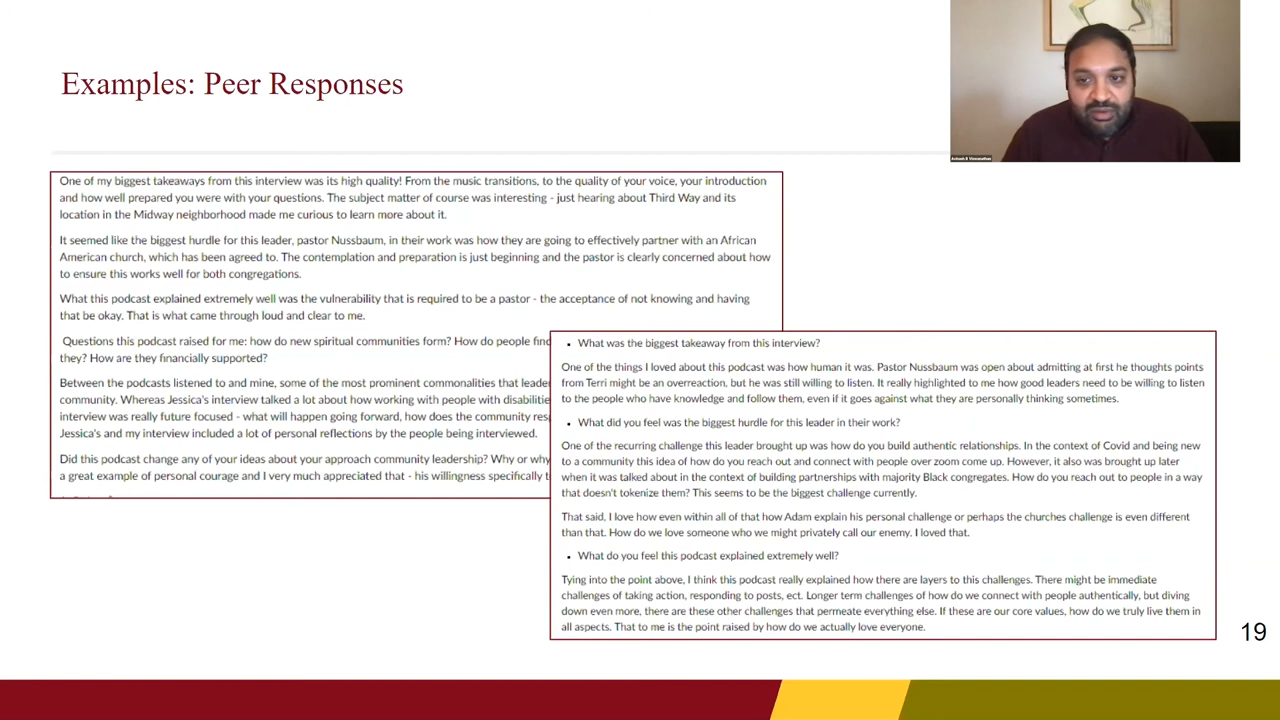 Examples: Peer Responses
One of my biggest takeaways from this interview was its high quality! From the music transitions, to the quality of your voice, your introduction
and how well prepared you were with your questions. The subject matter of course was interesting - just hearing about Third Way and its
location in the Midway neighborhood made me curious to learn more about it.
It seemed like the biggest hurdle for this leader, pastor Nussbaum, in their work was how they are going to effectively partner with an African
American church, which has been agreed to. The contemplation and preparation is just beginning and the pastor is clearly concerned about how
to ensure this works well for both congregations.
What this podcast explained extremely well was the vulnerability that is required to be a pastor - the acceptance of not knowing and having
that be okay. That is what came through loud and clear to me.
Questions this podcast raised for me: how do new spiritual communities form? How do people find
they? How are they financially supported?
Between the podcasts listened to and mine, some of the most prominent commonalities that leade
community. Whereas Jessica's interview talked a lot about how working with people with disabilitie
interview was really future focused - what will happen going forward, how does the community res
Jessica's and my interview included a lot of personal reflections by the people being interviewed.
Did this podcast change any of your ideas about your approach community leadership? Why or why
a great example of personal courage and I very much appreciated that - his willingness specifically t
• What was the biggest takeaway from this interview?
One of the things I loved about this podcast was how human it was. Pastor Nussbaum was open about admitting at first he thoughts points
from Terri might be an overreaction, but he was still willing to listen. It really highlighted to me how good leaders need to be willing to listen
to the people who have knowledge and follow them, even if it goes against what they are personally thinking sometimes.
• What did you feel was the biggest hurdle for this leader in their work?
One of the recurring challenge this leader brought up was how do you build authentic relationships. In the context of Covid and being new
to a community this idea of how do you reach out and connect with people over zoom come up. However, it also was brought up later
when it was talked about in the context of building partnerships with majority Black congregates. How do you reach out to people in a way
that doesn't tokenize them? This seems to be the biggest challenge currently.
That said, I love how even within all of that how Adam explain his personal challenge or perhaps the churches challenge is even different
than that. How do we love someone who we might privately call our enemy. I loved that.
• What do you feel this podcast explained extremely well?
Tying into the point above, I think this podcast really explained how there are layers to this challenges. There might be immediate
challenges of taking action, responding to posts, ect. Longer term challenges of how do we connect with people authentically, but diving
down even more, there are these other challenges that permeate everything else. If these are our core values, how do we truly live them in
all aspects. That to me is the point raised by how do we actually love everyone.
19